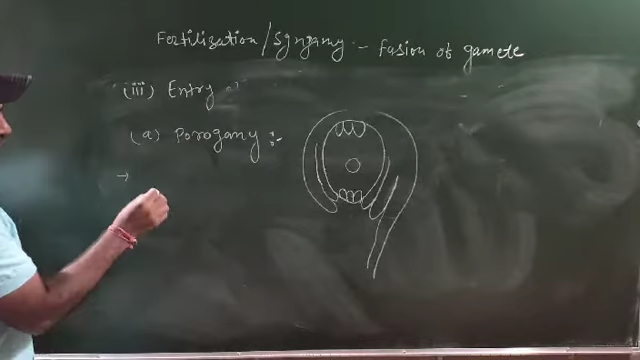 Fertilization/Syngamy :- Fusion of gamete
(iii) Entry of
(a) Porogamy :-
→